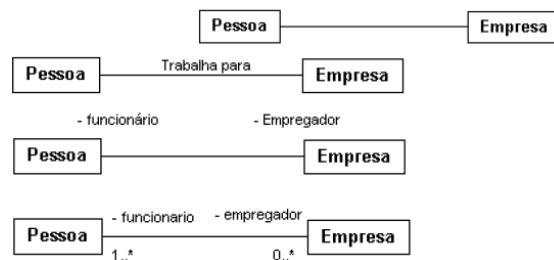 Pessoa Empresa
Pessoa Trabalha para Empresa
- funcionário - Empregador
Pessoa Empresa
- funcionario - empregador
Pessoa Empresa
1..* 0..*